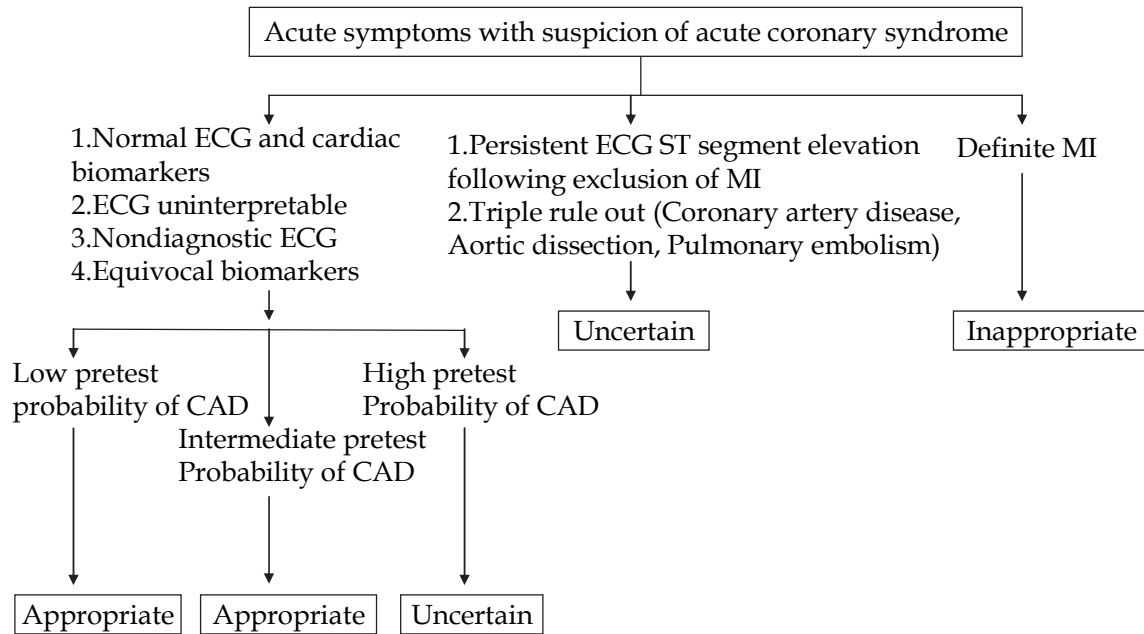 Acute symptoms with suspicion of acute coronary syndrome
1.Normal ECG and cardiac
biomarkers
2.ECG uninterpretable
3.Nondiagnostic ECG
4.Equivocal biomarkers
1.Persistent ECG ST segment elevation
following exclusion of MI
2.Triple rule out (Coronary artery disease,
Aortic dissection, Pulmonary embolism)
Definite MI
Uncertain
Inappropriate
Low pretest
probability of CAD
Intermediate pretest
Probability of CAD
High pretest
Probability of CAD
Appropriate
Appropriate
Uncertain